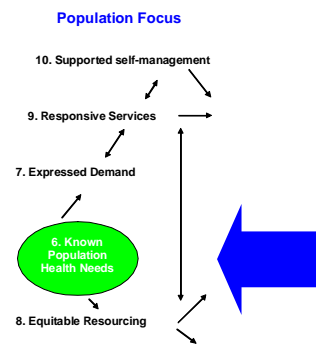 Population Focus
10. Supported self-management
9. Responsive Services
7. Expressed Demand
6. Known
Population
Health Needs
8. Equitable Resourcing